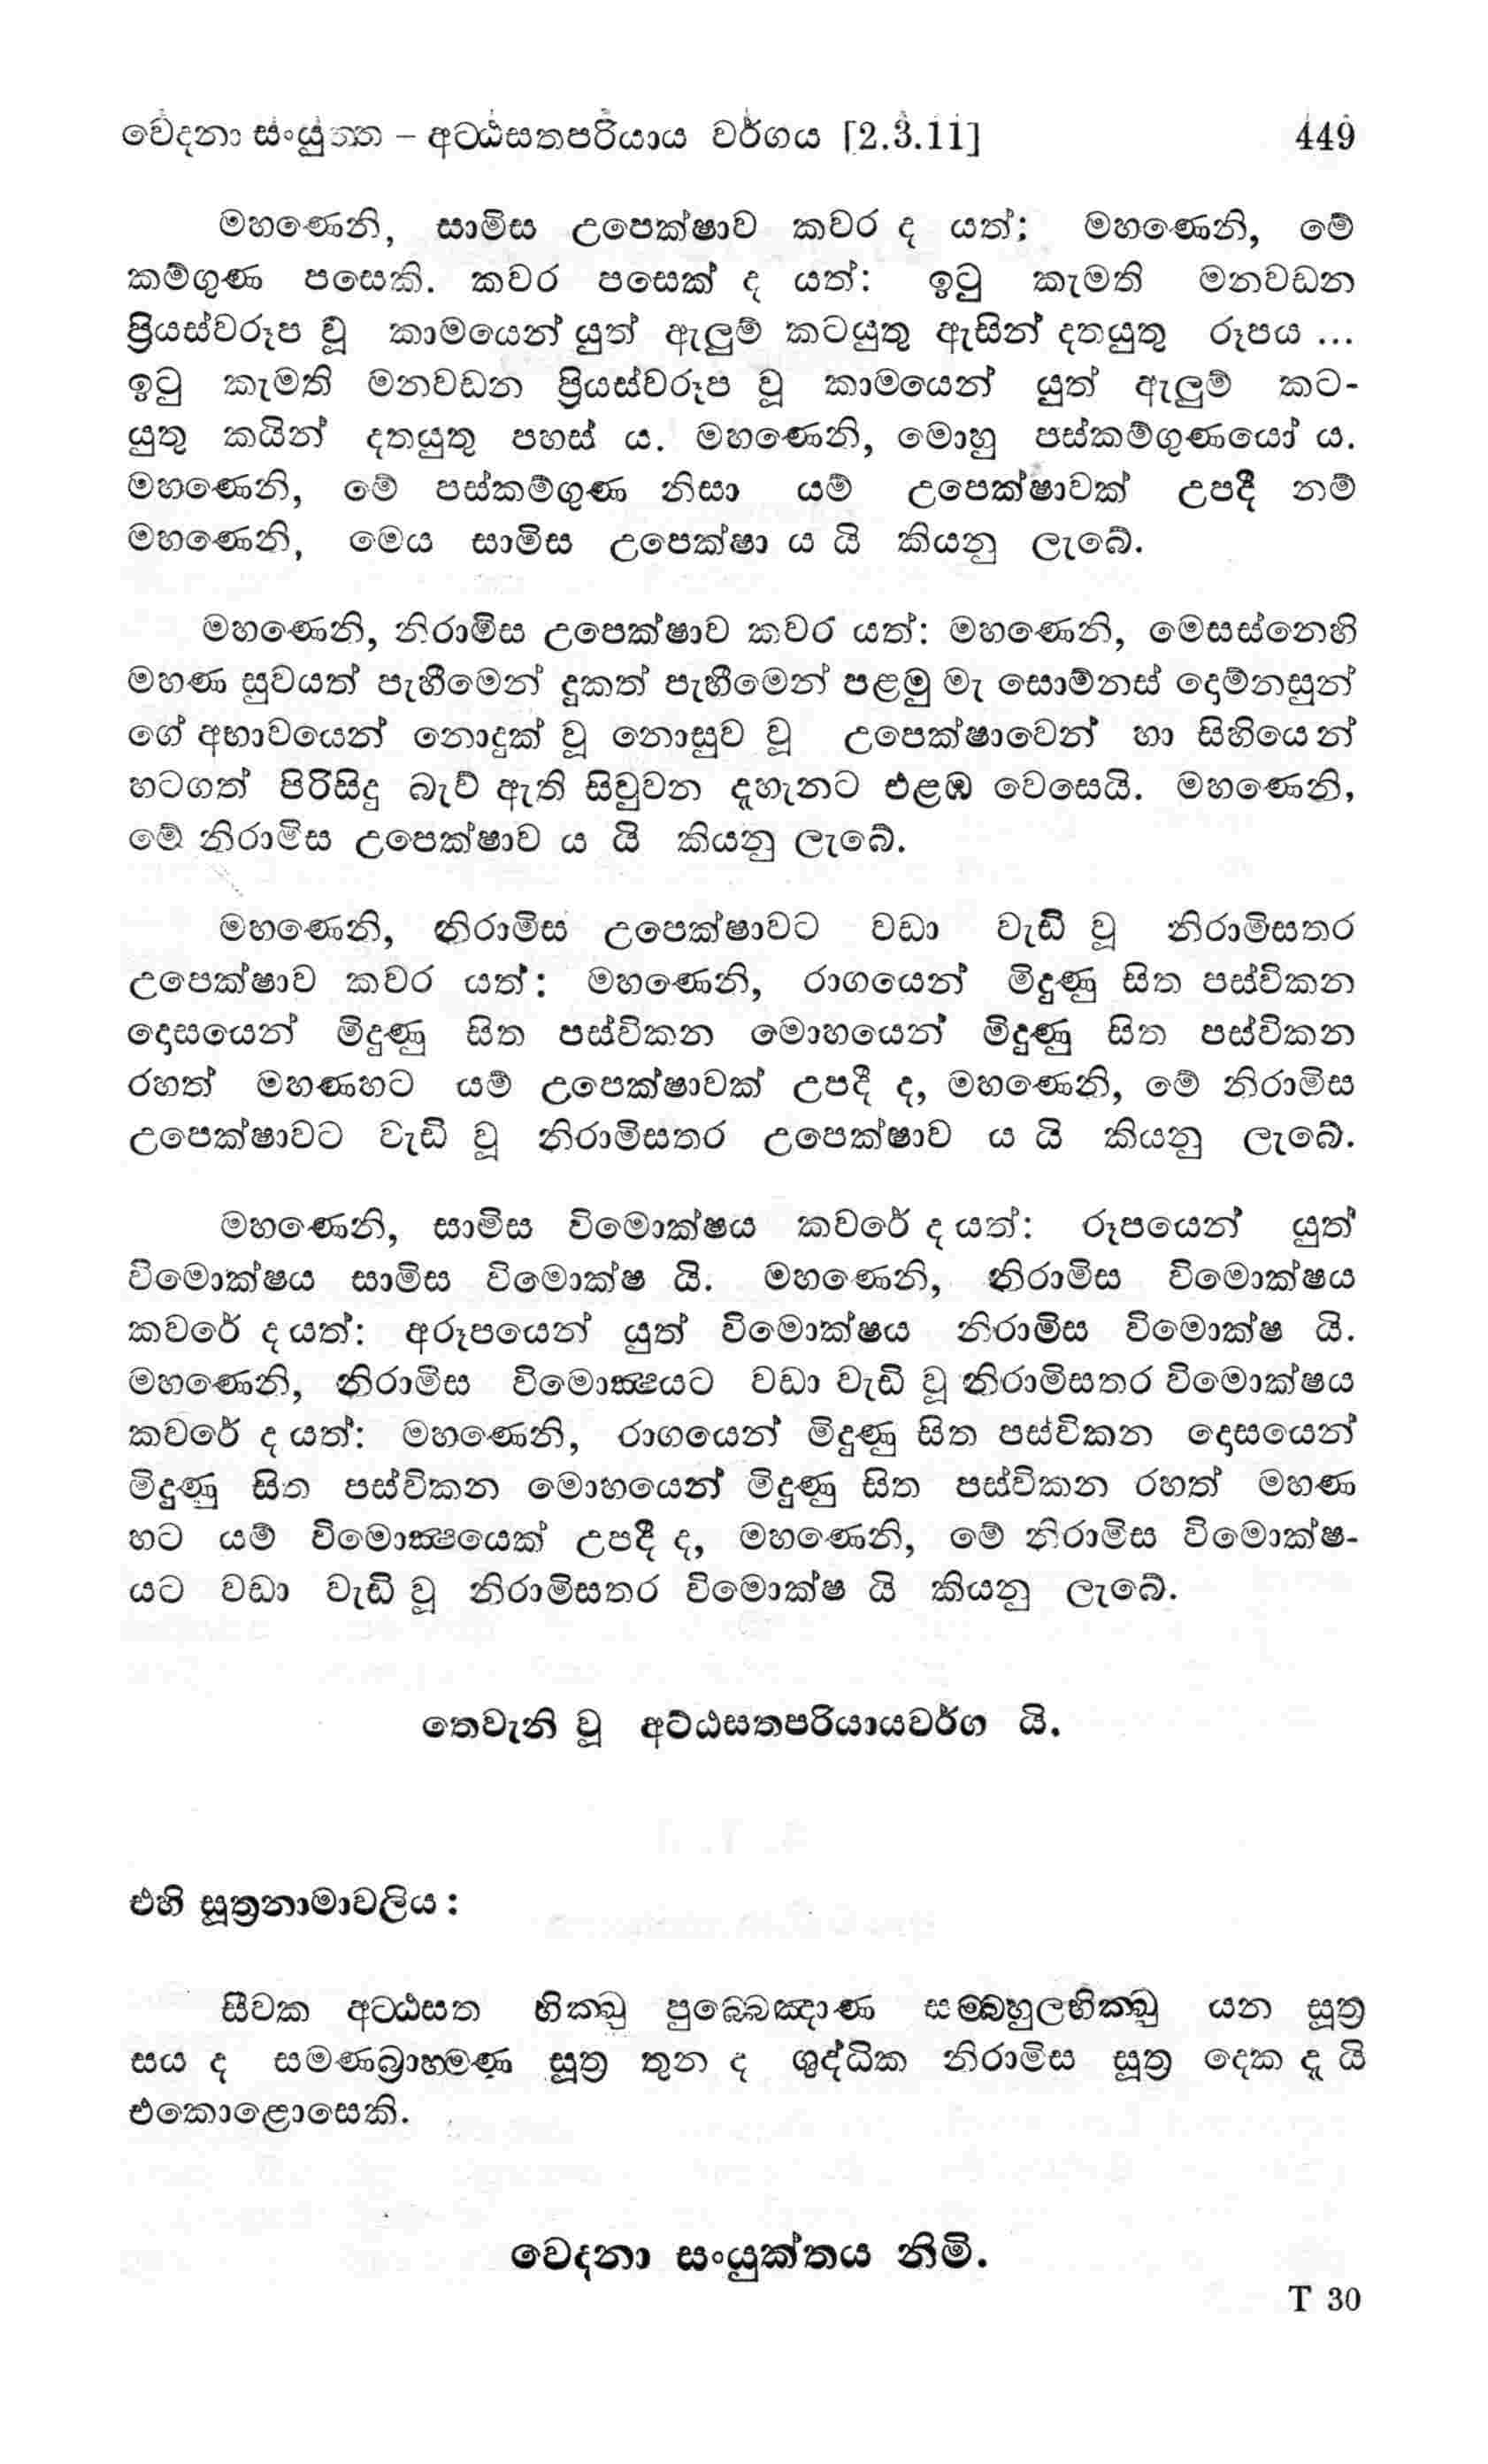 වේදනා සංයුත්ත – අට්ඨසතපරියාය වර්ගය [2.3.11] 449
මහණෙනි, සාමිස උපෙක්ෂාව කවර ද යත්: මහණෙනි, මේ
කම්ගුණ පසෙකි. කවර පසෙක් ද යත්: ඉටු කැමති මනවඩන
ප්‍රියස්වරූප වූ කාමයෙන් යුත් ඇලුම් කටයුතු ඇසින් දතයුතු රූපය ...
ඉටු කැමති මනවඩන ප්‍රියස්වරූප වූ කාමයෙන් යුත් ඇලුම් කට-
යුතු කයින් දතයුතු පහස් ය. මහණෙනි, මොහු පස්කම්ගුණයෝ ය.
මහණෙනි, මේ පස්කම්ගුණ නිසා යම් උපෙක්ෂාවක් උපදී නම්
මහණෙනි, මෙය සාමිස උපෙක්ෂා ය යි කියනු ලැබේ.
මහණෙනි, නිරාමිස උපෙක්ෂාව කවර යත්: මහණෙනි, මෙසස්නෙහි
මහණ සුවයත් පැහීමෙන් දුකත් පැහීමෙන් පළමු මැ සොම්නස් දොම්නසුන්
ගේ අභාවයෙන් නොදුක් වූ නොසුව වූ උපෙක්ෂාවෙන් හා සිහියෙන්
හටගත් පිරිසිදු බැව් ඇති සිවුවන දැහැනට එළඹ වෙසෙයි. මහණෙනි,
මේ නිරාමිස උපෙක්ෂාව ය යි කියනු ලැබේ.
මහණෙනි, නිරාමිස උපෙක්ෂාවට වඩා වැඩි වූ නිරාමිසතර
උපෙක්ෂාව කවර යත්: මහණෙනි, රාගයෙන් මිදුණු සිත පස්විකන
දොසයෙන් මිදුණු සිත පස්විකන මොහයෙන් මිදුණු සිත පස්විකන
රහත් මහණහට යම් උපෙක්ෂාවක් උපදී ද, මහණෙනි, මේ නිරාමිස
උපෙක්ෂාවට වැඩි වූ නිරාමිසතර උපෙක්ෂාව ය යි කියනු ලැබේ.
මහණෙනි, සාමිස විමොක්ෂය කවරේ ද යත්: රූපයෙන් යුත්
විමොක්ෂය සාමිස විමොක්ෂ යි. මහණෙනි, නිරාමිස විමොක්ෂය
කවරේ ද යත්: අරූපයෙන් යුත් විමොක්ෂය නිරාමිස විමොක්ෂ යි.
මහණෙනි, නිරාමිස විමොක්‍ෂයට වඩා වැඩි වූ නිරාමිසතර විමොක්ෂය
කවරේ ද යත්: මහණෙනි, රාගයෙන් මිදුණු සිත පස්විකන දොසයෙන්
මිදුණු සිත පස්විකන මොහයෙන් මිදුණු සිත පස්විකන රහත් මහණ
හට යම් විමොක්‍ෂයෙක් උපදී ද, මහණෙනි, මේ නිරාමිස විමොක්ෂ-
යට වඩා වැඩි වූ නිරාමිසතර විමොක්ෂ යි කියනු ලැබේ.
තෙවැනි වූ අට්ඨසතපරියායවර්ග යි.
එහි සූත්‍රනාමාවලිය :
සීවක අට්ඨසත භික්ඛු පුබ්බෙඤාණ සම්බහුලභික්ඛු යන සූත්‍ර
සය ද සමණබ්‍රාහ්මණ සූත්‍ර තුන ද ශුද්ධික නිරාමිස සූත්‍ර දෙක ද යි
එකොළොසෙකි.
වෙදනා සංයුක්තය නිමි.
T 30